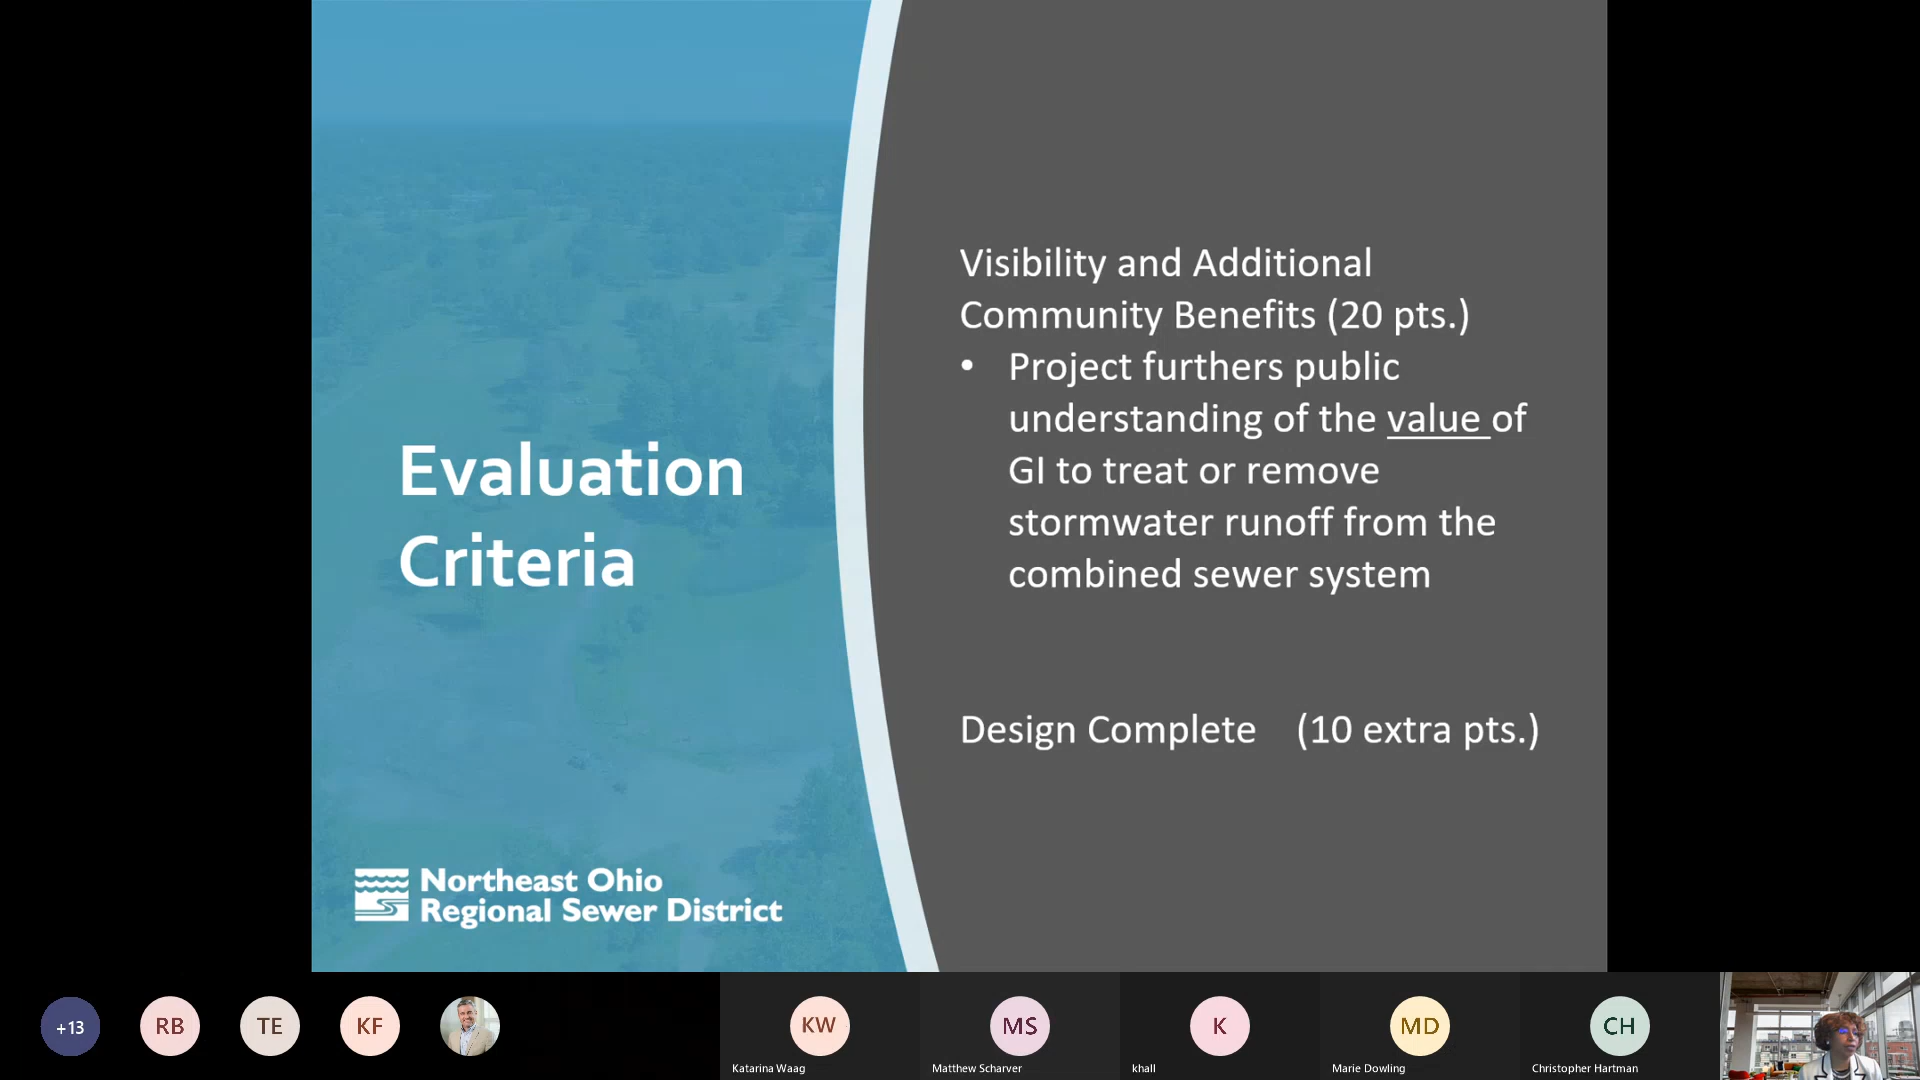 Visibility and Additional
Community Benefits (20 pts.)
• Project furthers public
understanding of the value of
GI to treat or remove
stormwater runoff from the
combined sewer system
Design Complete (10 extra pts.)
Evaluation
Criteria
Northeast Ohio
Regional Sewer District
+13
RB
TE
KF
KW
MS
K
MD
CH
Katarina Waag
Matthew Scharver
khall
Marie Dowling
Christopher Hartman